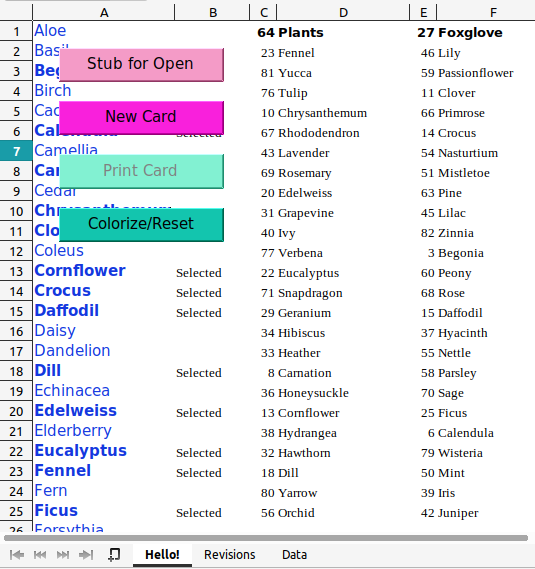 A B C D E F
1 Aloe 64 Plants 27 Foxglove
2 Basil 23 Fennel 46 Lily
Stub for Open
3 81 Yucca 59 Passionflower
4 Birch 76 Tulip 11 Clover
5 10 Chrysanthemum 66 Primrose
New Card
6 Selected 67 Rhododendron 14 Crocus
7 Camellia 43 Lavender 54 Nasturtium
8 69 Rosemary 51 Mistletoe
Print Card
9 Cedar 20 Edelweiss 63 Pine
10 Chrysanthemum 31 Grapevine 45 Lilac
11 40 Ivy 82 Zinnia
Colorize/Reset
12 Coleus 77 Verbena 3 Begonia
13 Cornflower Selected 22 Eucalyptus 60 Peony
14 Crocus Selected 71 Snapdragon 68 Rose
15 Daffodil Selected 29 Geranium 15 Daffodil
16 Daisy 34 Hibiscus 37 Hyacinth
17 Dandelion 33 Heather 55 Nettle
18 Dill Selected 8 Carnation 58 Parsley
19 Echinacea 36 Honeysuckle 70 Sage
20 Edelweiss Selected 13 Cornflower 25 Ficus
21 Elderberry 38 Hydrangea 6 Calendula
22 Eucalyptus Selected 32 Hawthorn 79 Wisteria
23 Fennel Selected 18 Dill 50 Mint
24 Fern 80 Yarrow 39 Iris
25 Ficus Selected 56 Orchid 42 Juniper
26 Forsythia
Hello! Revisions Data